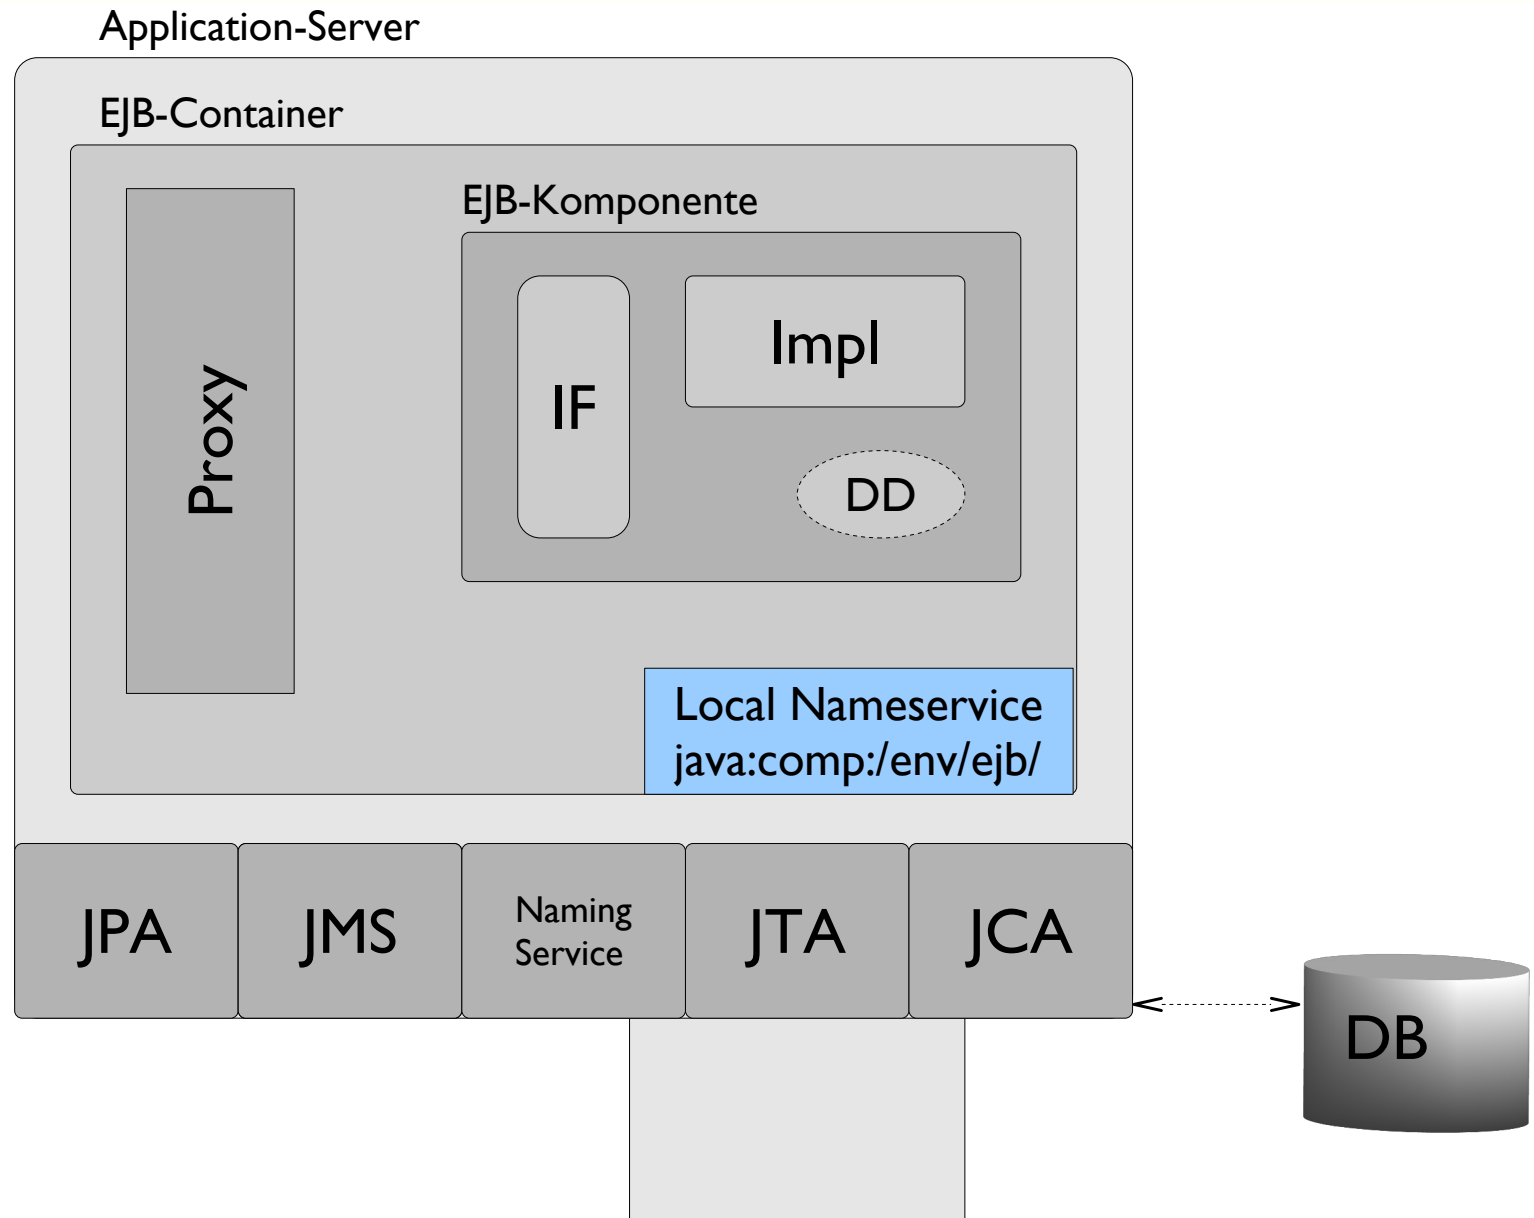 Application-Server
EJB-Container
EJB-Komponente
Proxy
IF
Impl
DD
Local Nameservice
java:comp:/env/ejb/
JPA
JMS
Naming
Service
JTA
JCA
DB